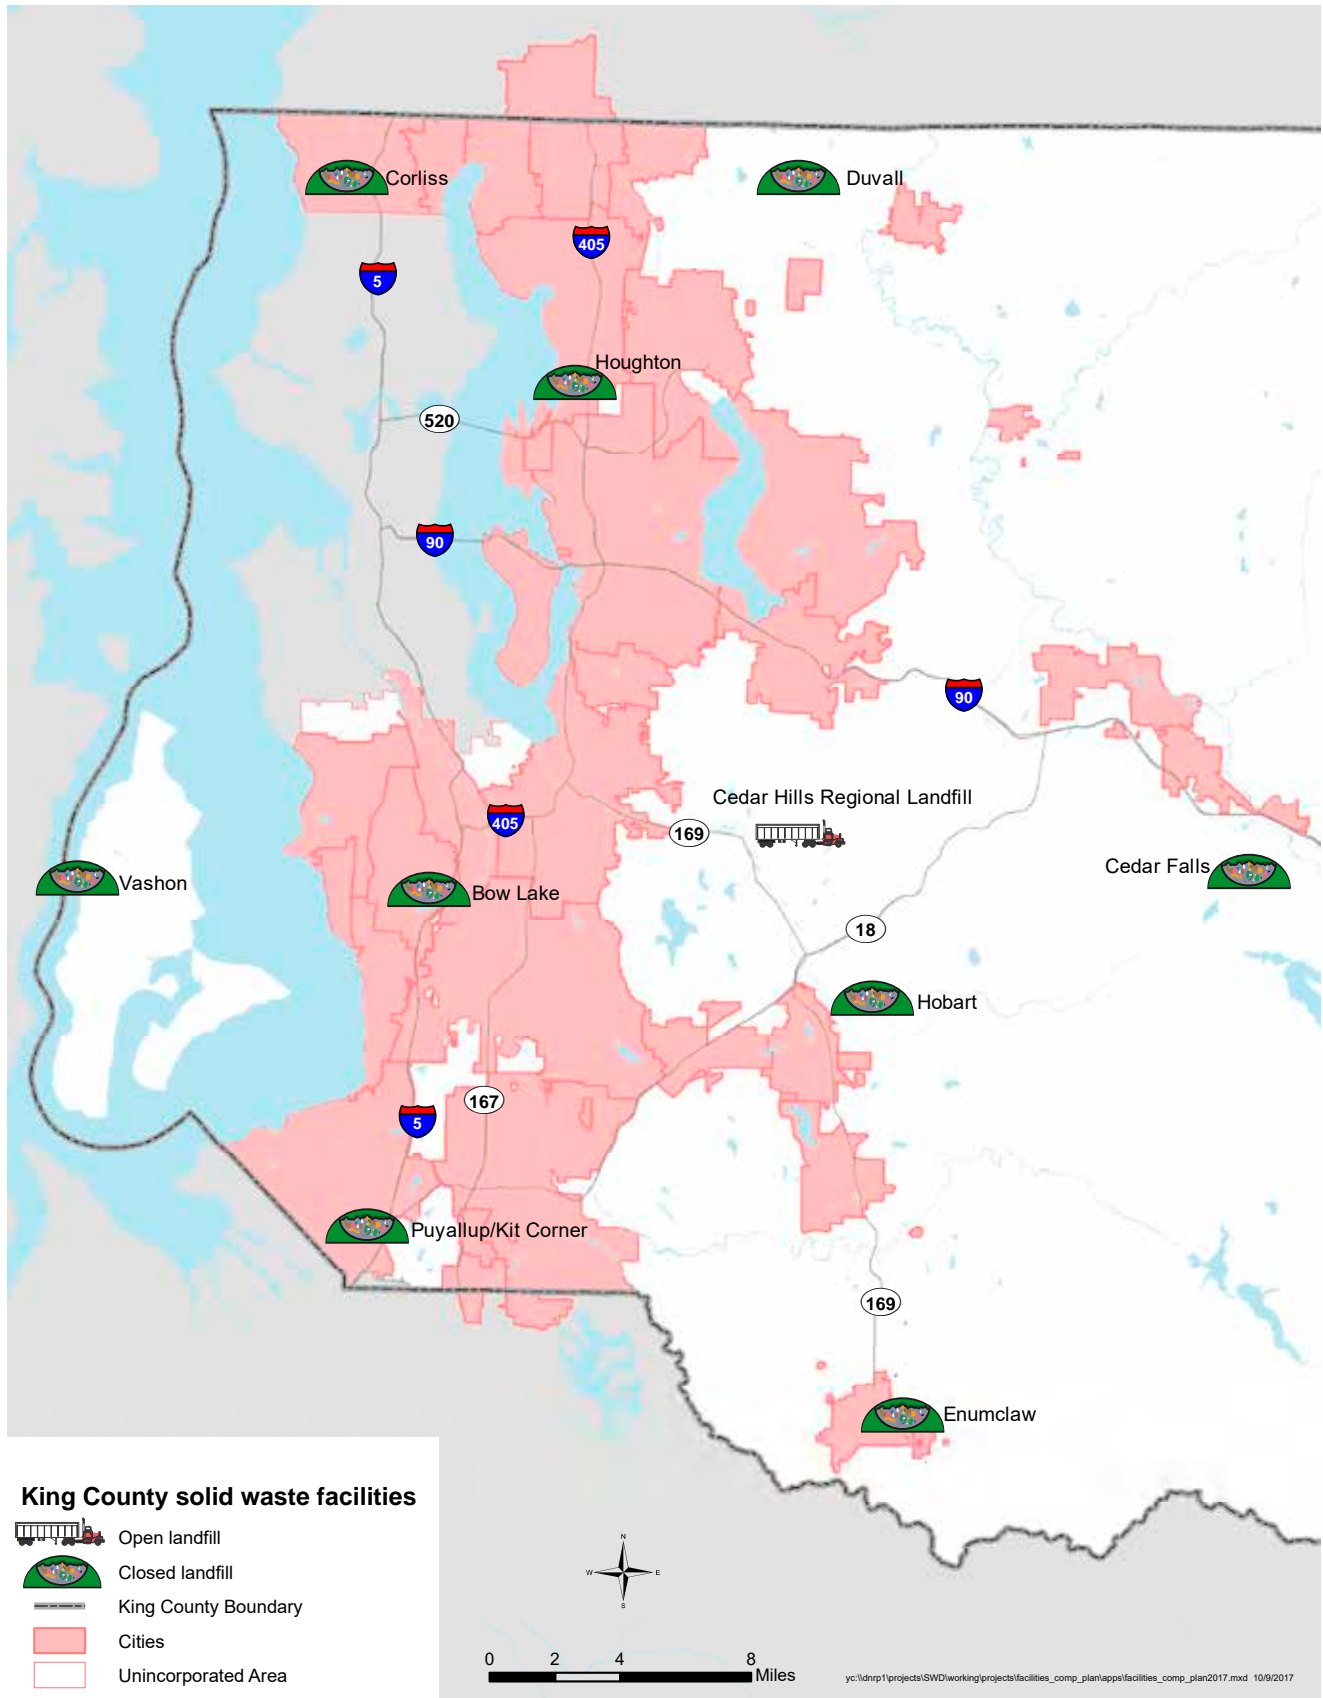 Corliss
Duvall
405
5
Houghton
520
90
90
Cedar Hills Regional Landfill
405
169
Cedar Falls
Vashon
Bow Lake
18
Hobart
167
5
Puyallup/Kit Corner
169
Enumclaw
King County solid waste facilities
Open landfill
Closed landfill
King County Boundary
Cities
Unincorporated Area
N
W E
S
0 2 4 8
Miles
yc:\\dnrp1\projects\SWD\working\projects\facilities_comp_plan\apps\facilities_comp_plan2017.mxd 10/9/2017